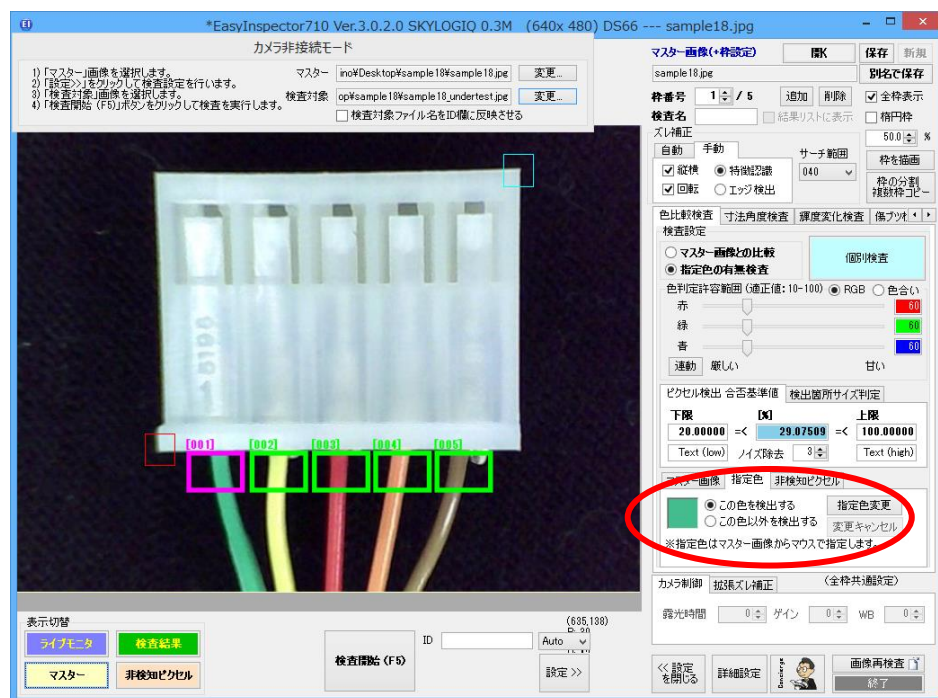 *EasyInspector710 Ver.3.0.2.0 SKYLOGIQ 0.3M (640x 480) DS66 --- sample18.jpg
カメラ非接続モード
1)「マスター」画像を選択します。
2)「設定>>」をクリックして検査設定を行います。
3)「検査対象」画像を選択します。
4)「検査開始 (F5)」ボタンをクリックして検査を実行します。
マスター ino¥Desktop¥sample18¥sample18.jpg 変更...
検査対象 op¥sample18¥sample18_undertest.jpg 変更...
検査対象ファイル名をID欄に反映させる
[001] [002] [003] [004] [005]
マスター画像(+枠設定) 保存 新規
sample18.jpg 別名で保存
枠番号 1 / 5 追加 削除 全枠表示
検査名 結果リストに表示 楕円枠
ズレ補正 50.0 %
自動 手動 サーチ範囲 枠を描画
縦横 特徴認識 040
回転 エッジ検出 枠の分割
複数枠コピー
色比較検査 寸法角度検査 輝度変化検査
検査設定
マスター画像との比較 個別検査
指定色の有無検査
色判定許容範囲 (適正値:10-100) RGB 色合い
赤 60
緑 60
青 60
連動 厳しい 甘い
ピクセル検出 合否基準値 検出箇所サイズ判定
下限 [%] 上限
20.00000 =< 29.07509 =< 100.00000
Text (low) ノイズ除去 3 Text (high)
マスター画像 指定色 非検知ピクセル
この色を検出する 指定色変更
この色以外を検出する 変更キャンセル
※指定色はマスター画像からマウスで指定します。
カメラ制御 拡張ズレ補正 (全枠共通設定)
露光時間 0 ゲイン 0 WB 0
表示切替 (635,138)
ライブモニタ 検査結果 ID Auto
マスター 非検知ピクセル 検査開始 (F5) 設定 >>
<< 設定
を閉じる 詳細設定 Concierge 画像再検査
終了